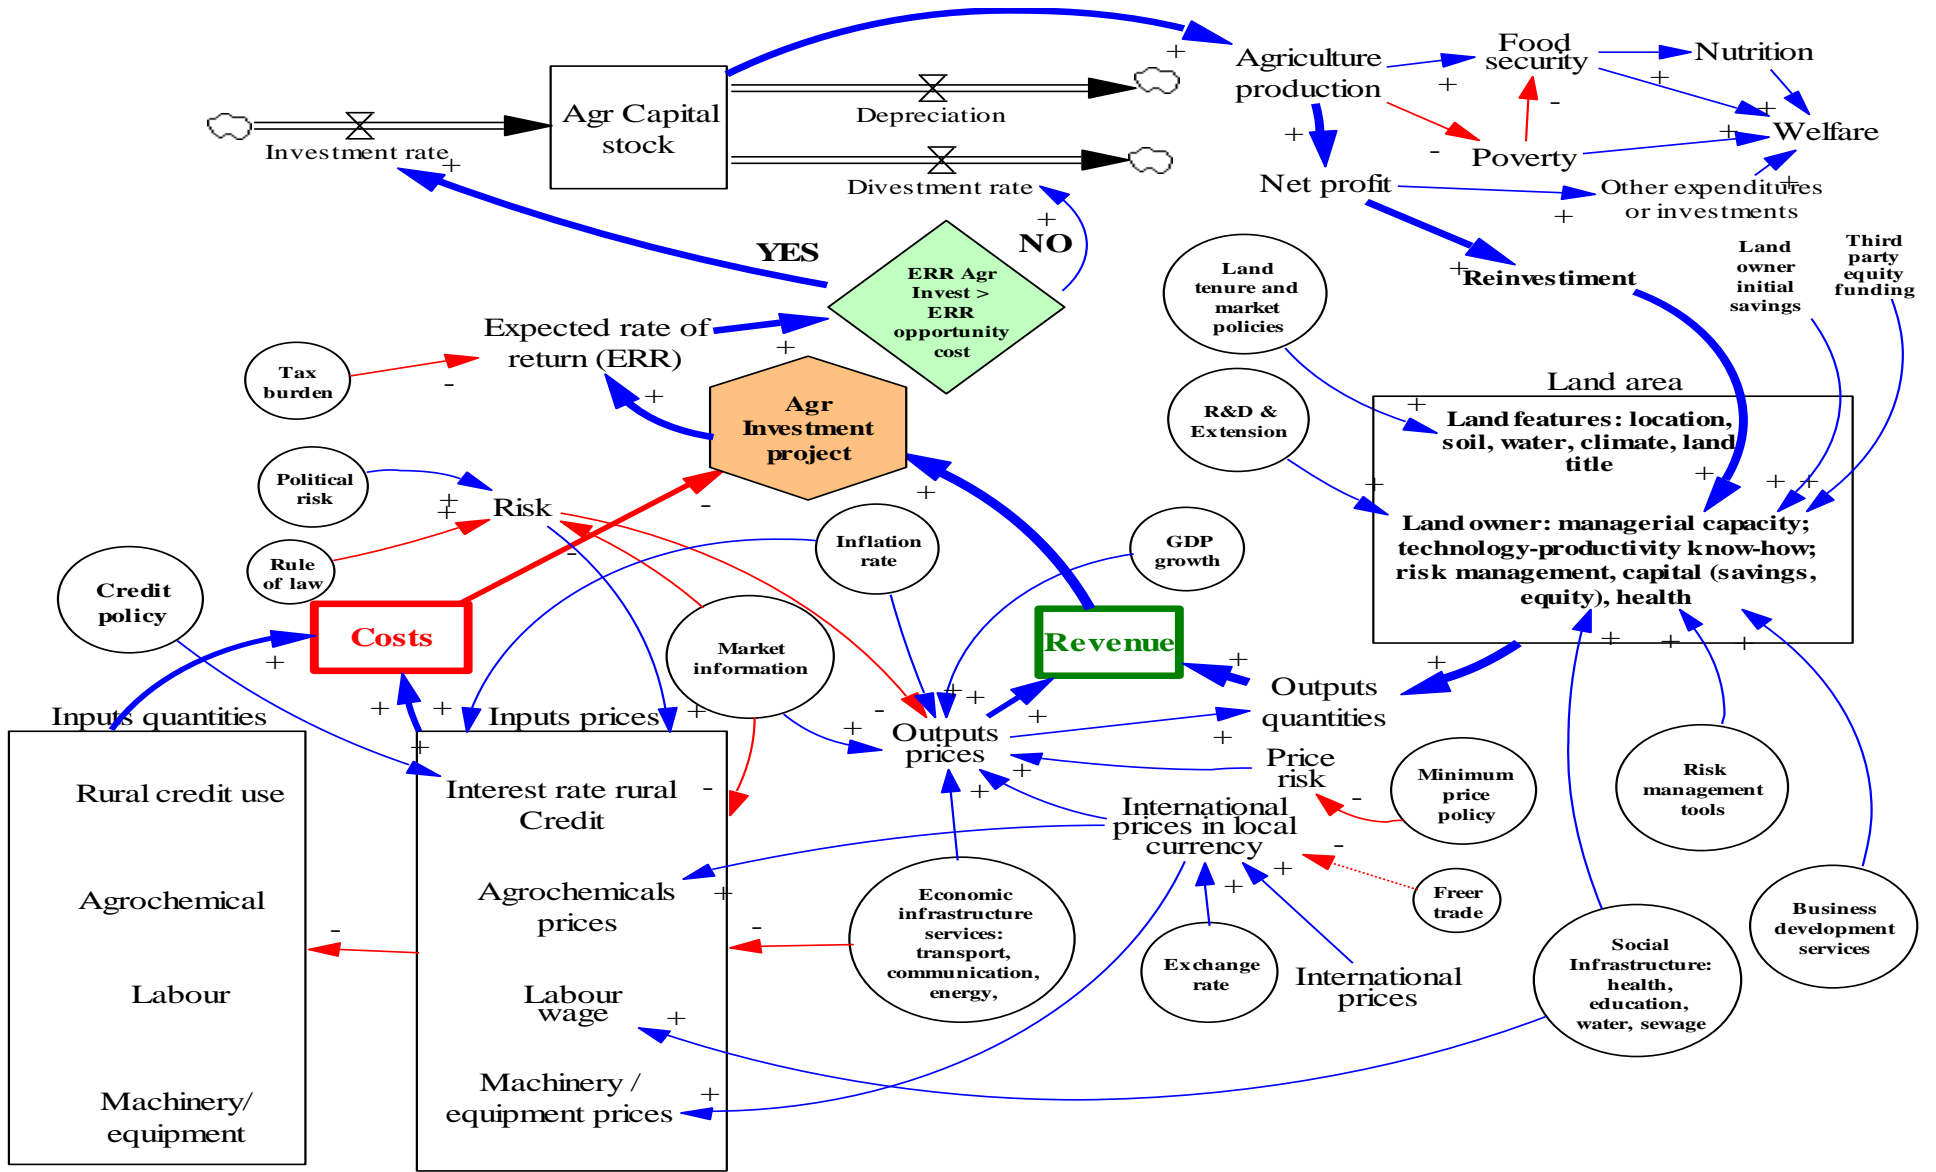 Agr Capital
stock
Investment rate
+
Depreciation
Divestment rate
+
+
Agriculture
production
+
+
-
Food
security
-
Nutrition
+
+
+
Welfare
Poverty
Net profit
+
Other expenditures
or investments
+
+
Reinvestiment
YES
NO
ERR Agr
Invest >
ERR
opportunity
cost
Expected rate of
return (ERR)
+
+
Tax
burden
-
Agr
Investment
project
-
+
Political
risk
+
+
Risk
-
Rule
of law
Credit
policy
Costs
+
+
+
Inflation
rate
GDP
growth
Market
information
Revenue
+
+
Land
tenure and
market
policies
+
R&D &
Extension
+
Land
owner
initial
savings
Third
party
equity
funding
Land area
Land features: location,
soil, water, climate, land
title
+
+
+
Land owner: managerial capacity;
technology-productivity know-how;
risk management, capital (savings,
equity), health
+
+
+
+
Inputs quantities
Rural credit use
Agrochemical
Labour
Machinery/
equipment
-
Inputs prices
+
+
Interest rate rural
Credit
-
Agrochemicals
prices
+
-
Labour
wage
+
Machinery /
equipment prices
+
Outputs
prices
+
+
-
+
+
+
+
Outputs
quantities
Price
risk
-
Minimum
price
policy
International
prices in local
currency
-
+
+
Freer
trade
Economic
infrastructure
services:
transport,
communication,
energy,
Exchange
rate
International
prices
Risk
management
tools
Social
Infrastructure:
health,
education,
water, sewage
Business
development
services